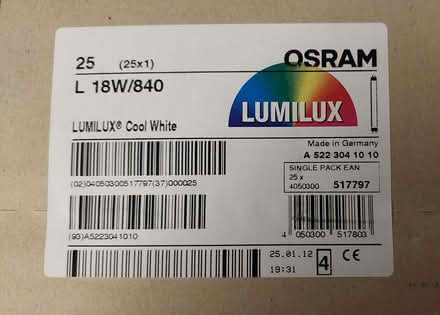 25 (25x1)
OSRAM
L 18W/840
LUMILUX
LUMILUX® Cool White
Made in Germany
A 522 304 10 10
SINGLE PACK EAN
25 x
4050300 517797
(02)04050300517797(37)000025
(93)A5223041010
4 050300 517803
25.01.12
19:31
4 CE